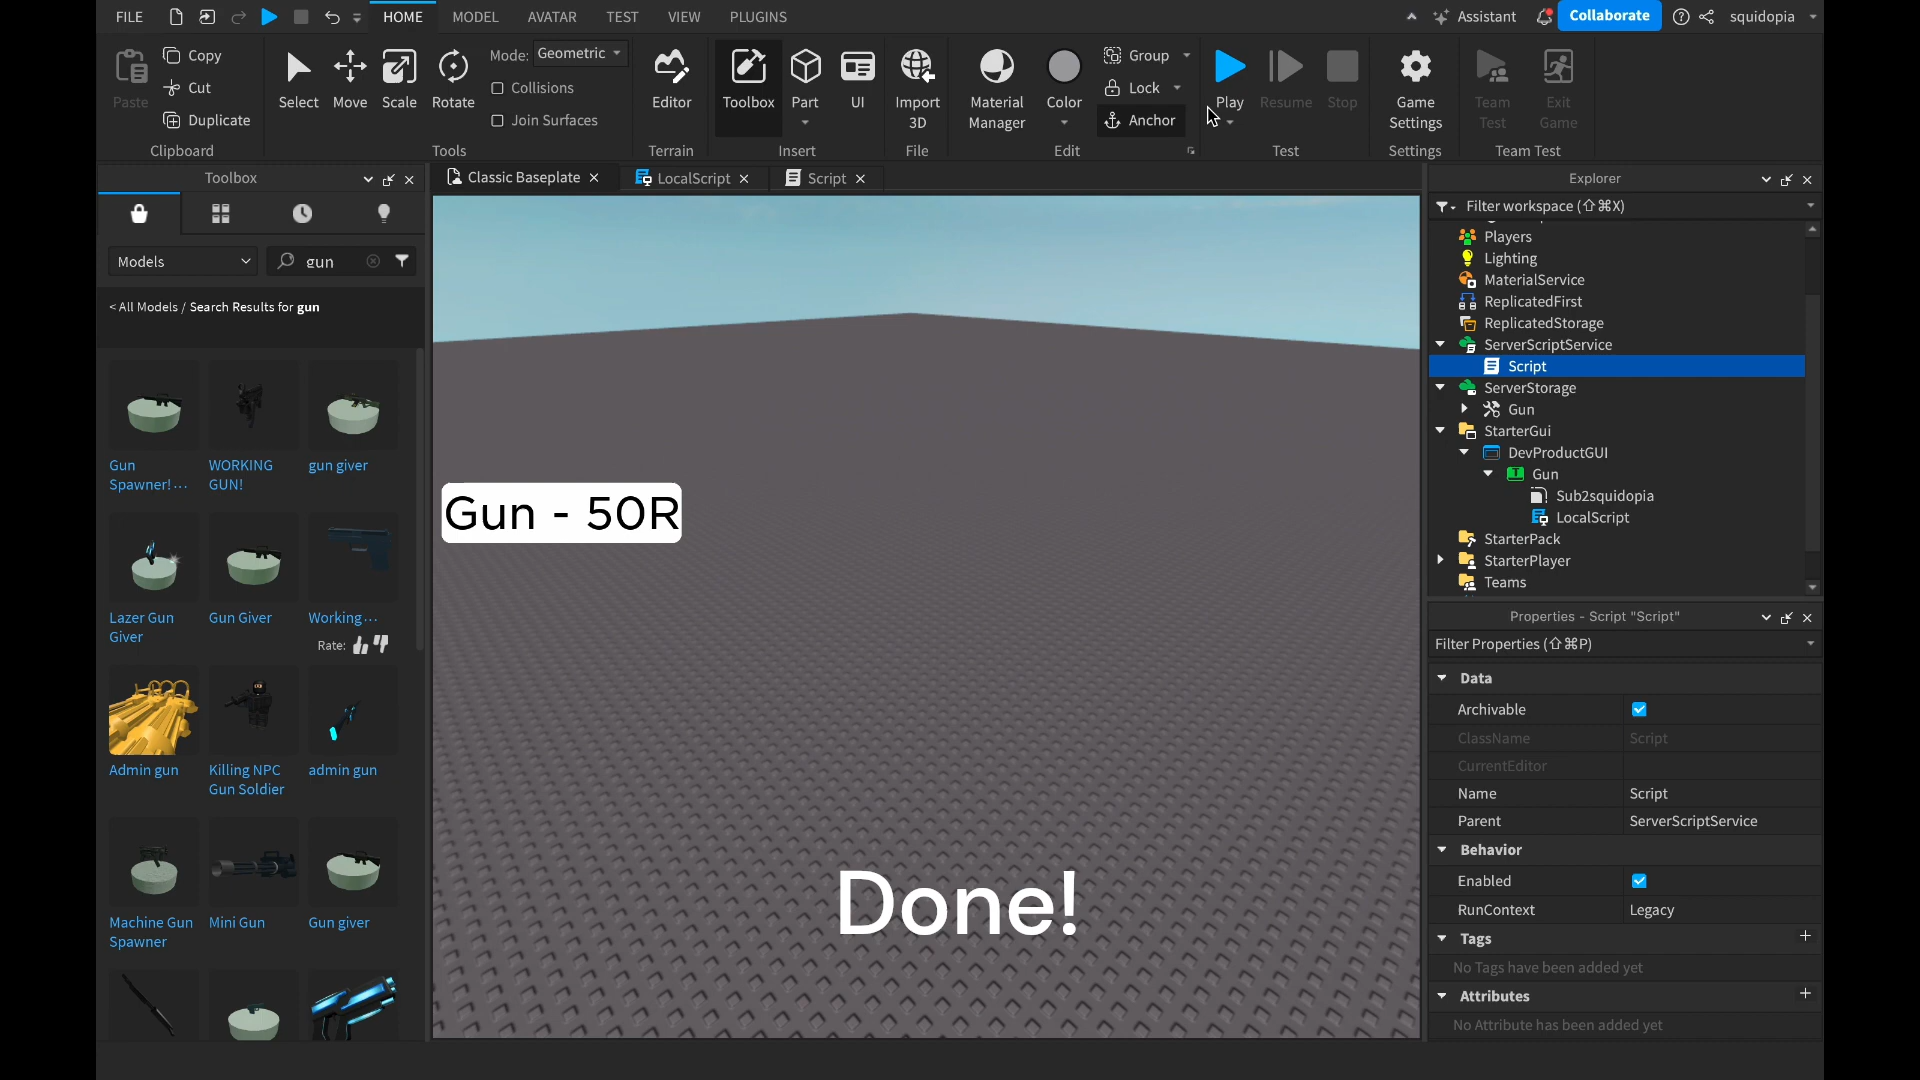 FILE
HOME
MODEL
AVATAR
TEST
VIEW
PLUGINS
Assistant
Collaborate
squidopia
Paste
Copy
Cut
Duplicate
Clipboard
Select
Move
Scale
Rotate
Mode: Geometric
Collisions
Join Surfaces
Tools
Editor
Terrain
Toolbox
Part
UI
Insert
Import
3D
File
Material
Manager
Color
Group
Lock
Anchor
Edit
Play
Resume
Stop
Test
Game
Settings
Settings
Team
Test
Exit
Game
Team Test
Toolbox
Models
gun
< All Models / Search Results for gun
Gun
Spawner!...
WORKING
GUN!
gun giver
Lazer Gun
Giver
Gun Giver
Working...
Rate:
Admin gun
Killing NPC
Gun Soldier
admin gun
Machine Gun
Spawner
Mini Gun
Gun giver
Classic Baseplate
LocalScript
Script
Gun - 50R
Done!
Explorer
Filter workspace (⇧⌘X)
Players
Lighting
MaterialService
ReplicatedFirst
ReplicatedStorage
ServerScriptService
Script
ServerStorage
Gun
StarterGui
DevProductGUI
Gun
Sub2squidopia
LocalScript
StarterPack
StarterPlayer
Teams
Properties - Script "Script"
Filter Properties (⇧⌘P)
Data
Archivable
ClassName Script
CurrentEditor
Name Script
Parent ServerScriptService
Behavior
Enabled
RunContext Legacy
Tags
No Tags have been added yet
Attributes
No Attribute has been added yet